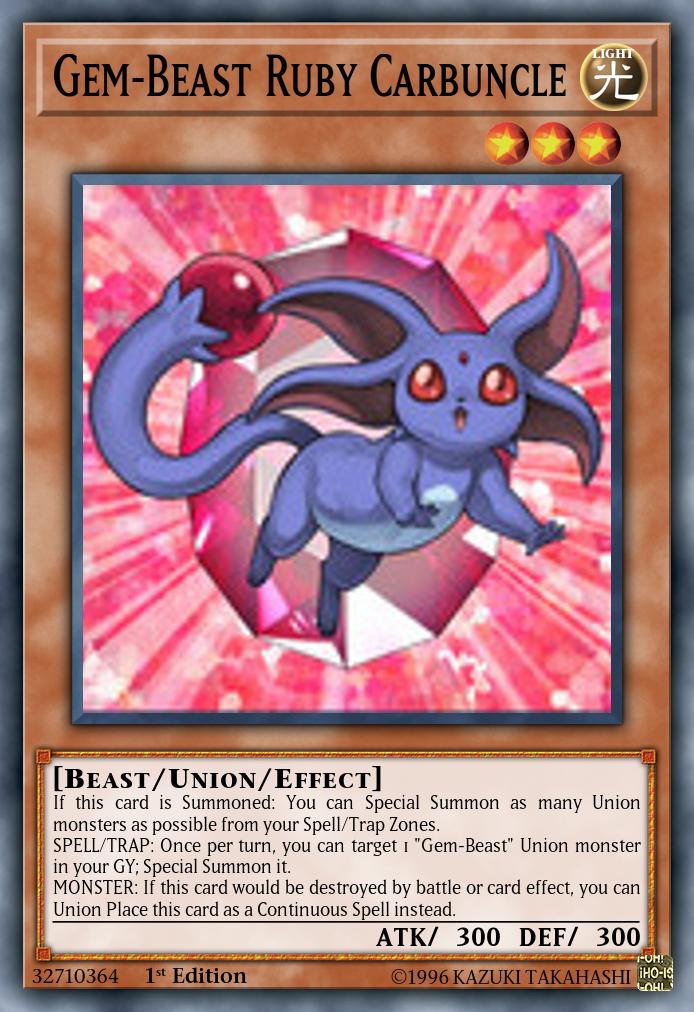 Gem-Beast Ruby Carbuncle
LIGHT
光
[Beast/Union/Effect]
If this card is Summoned: You can Special Summon as many Union
monsters as possible from your Spell/Trap Zones.
SPELL/TRAP: Once per turn, you can target 1 "Gem-Beast" Union monster
in your GY; Special Summon it.
MONSTER: If this card would be destroyed by battle or card effect, you can
Union Place this card as a Continuous Spell instead.
ATK/ 300 DEF/ 300
32710364 1st Edition ©1996 KAZUKI TAKAHASHI